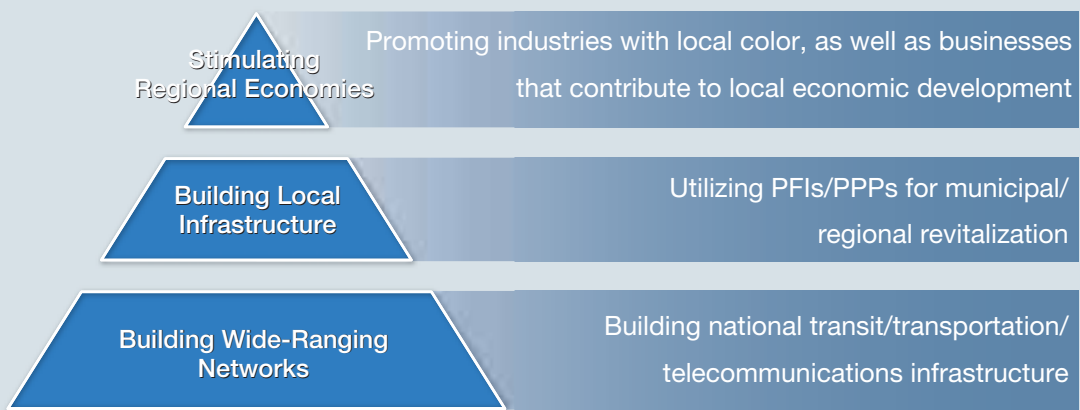 Stimulating
Regional Economies
Promoting industries with local color, as well as businesses
that contribute to local economic development
Building Local
Infrastructure
Utilizing PFIs/PPPs for municipal/
regional revitalization
Building Wide-Ranging
Networks
Building national transit/transportation/
telecommunications infrastructure